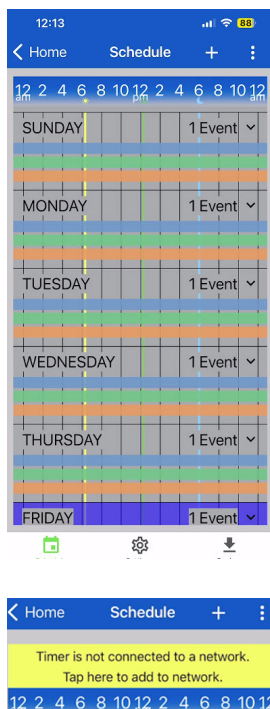 12:13 88
Home Schedule +
12 2 4 6 8 10 12 2 4 6 8 10 12
am pm am
SUNDAY 1 Event
MONDAY 1 Event
TUESDAY 1 Event
WEDNESDAY 1 Event
THURSDAY 1 Event
FRIDAY 1 Event
Home Schedule +
Timer is not connected to a network.
Tap here to add to network.
12 2 4 6 8 10 12 2 4 6 8 10 12